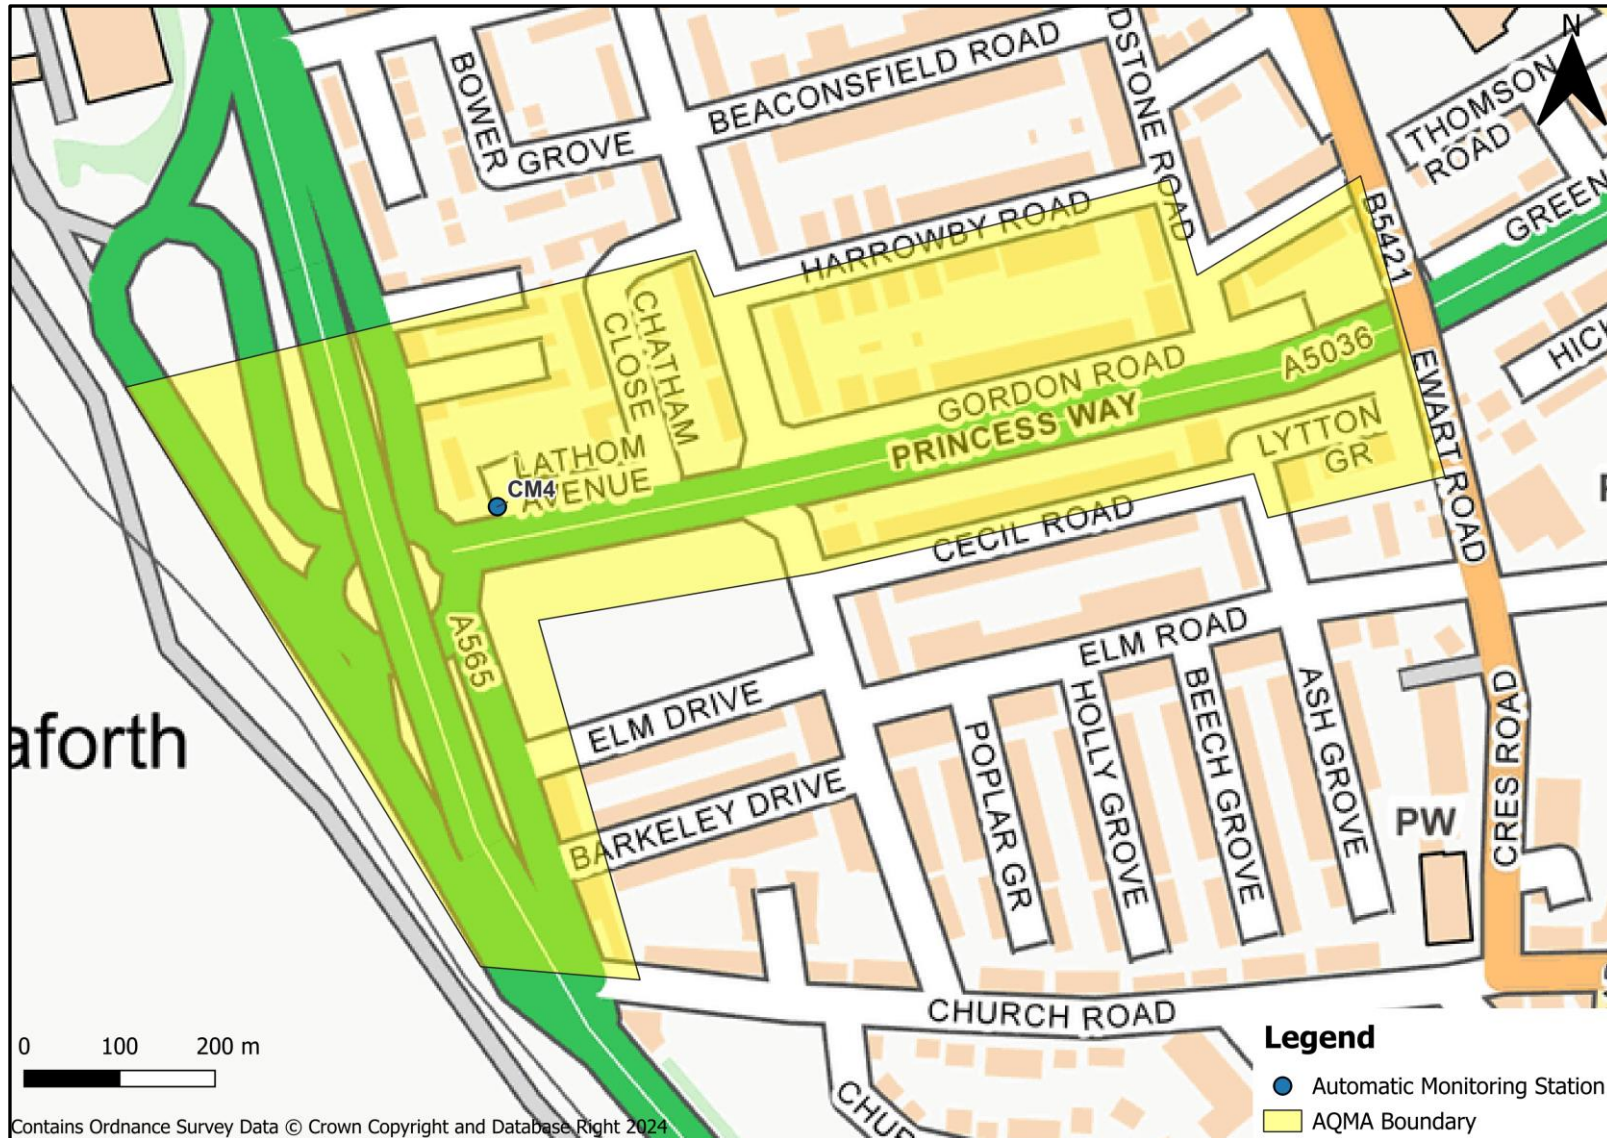 N
BOWER
GROVE
BEACONSFIELD ROAD
DSTONE ROAD
THOMSON
ROAD
GREEN
HARROWBY ROAD
B5421
CHATHAM
CLOSE
GORDON ROAD
A5036
PRINCESS WAY
EWART ROAD
HICK
LATHOM
AVENUE
CM4
LYTTON
GR
CECIL ROAD
A565
ELM ROAD
ELM DRIVE
aforth
BARKELEY DRIVE
POPLAR GR
HOLLY GROVE
BEECH GROVE
ASH GROVE
CRES ROAD
PW
CHURCH ROAD
CHUR
0 100 200 m
Legend
Automatic Monitoring Station
AQMA Boundary
Contains Ordnance Survey Data © Crown Copyright and Database Right 2024